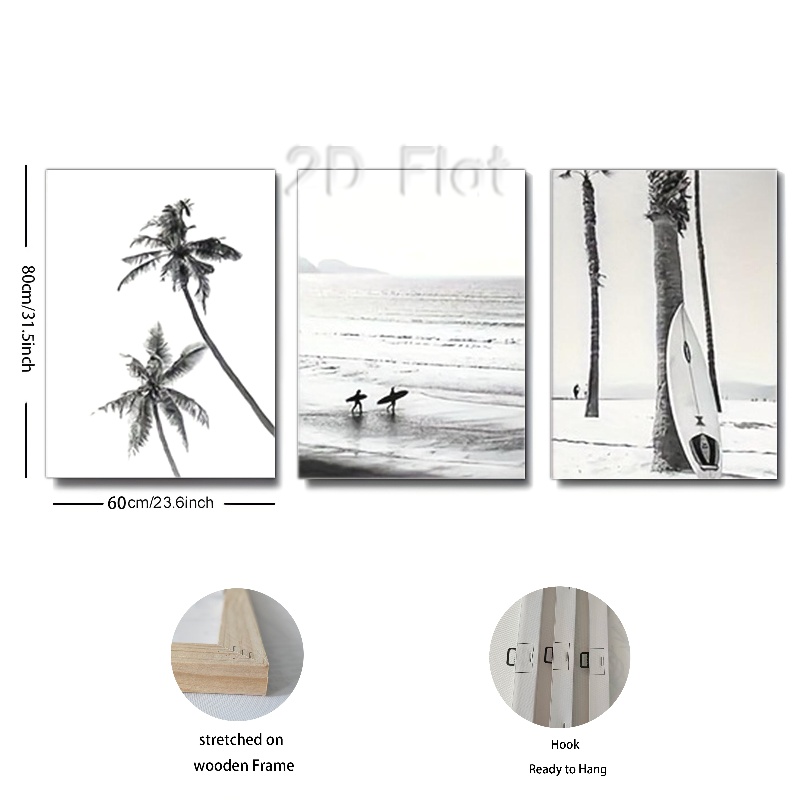 2D Flat
80cm/31.5inch
60cm/23.6inch
stretched on
wooden Frame
Hook
Ready to Hang